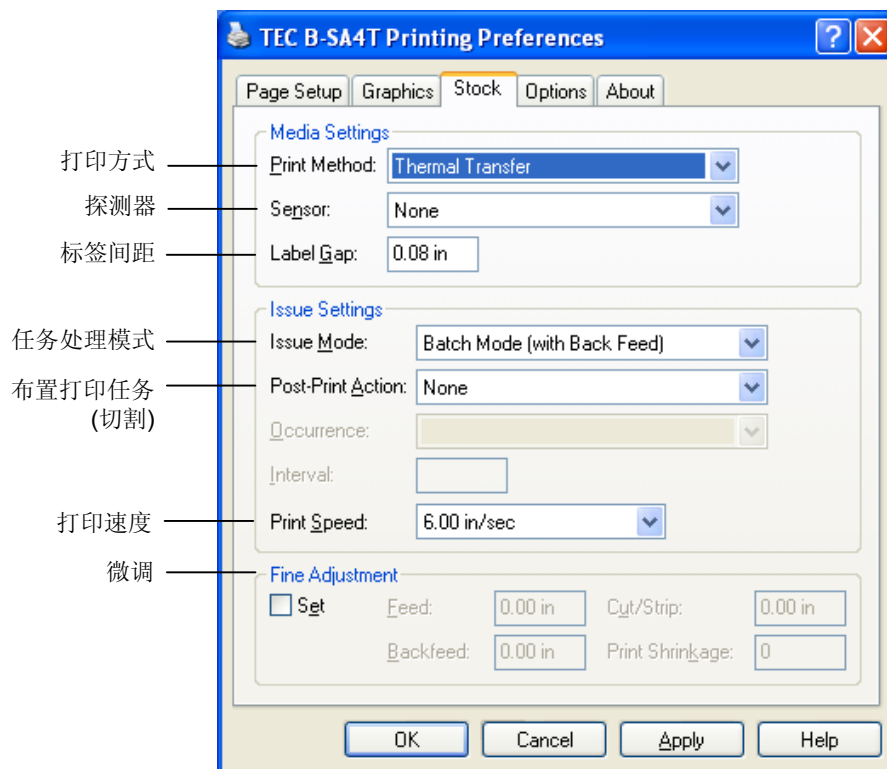 TEC B-SA4T Printing Preferences
Page Setup Graphics Stock Options About
Media Settings
打印方式 Print Method: Thermal Transfer
探测器 Sensor: None
标签间距 Label Gap: 0.08 in
Issue Settings
任务处理模式 Issue Mode: Batch Mode (with Back Feed)
布置打印任务 Post-Print Action: None
(切割)
Occurrence:
Interval:
打印速度 Print Speed: 6.00 in/sec
微调 Fine Adjustment
Set Feed: 0.00 in Cut/Strip: 0.00 in
Backfeed: 0.00 in Print Shrinkage: 0
OK Cancel Apply Help